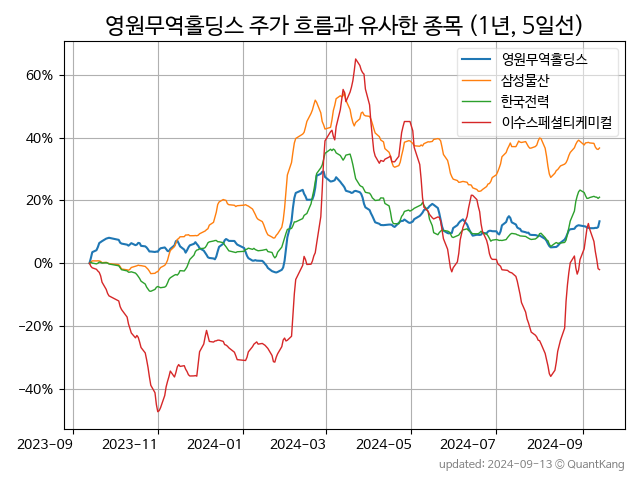 영원무역홀딩스 주가 흐름과 유사한 종목 (1년, 5일선)
영원무역홀딩스
삼성물산
한국전력
이수스페셜티케미컬
60%
40%
20%
0%
−20%
−40%
2023-09 2023-11 2024-01 2024-03 2024-05 2024-07 2024-09
updated: 2024-09-13 © QuantKang